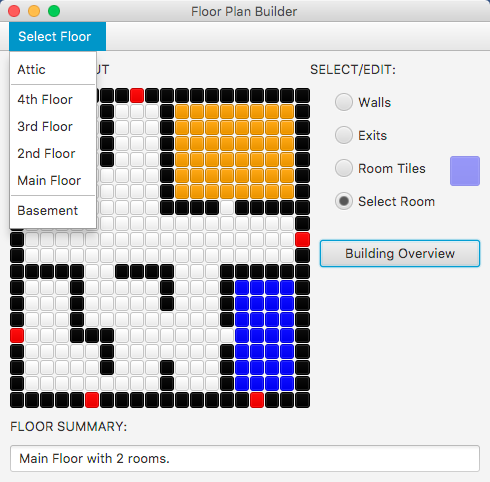 Floor Plan Builder
Select Floor
UT
SELECT/EDIT:
Attic
4th Floor
3rd Floor
2nd Floor
Main Floor
Basement
Walls
Exits
Room Tiles
Select Room
Building Overview
FLOOR SUMMARY:
Main Floor with 2 rooms.